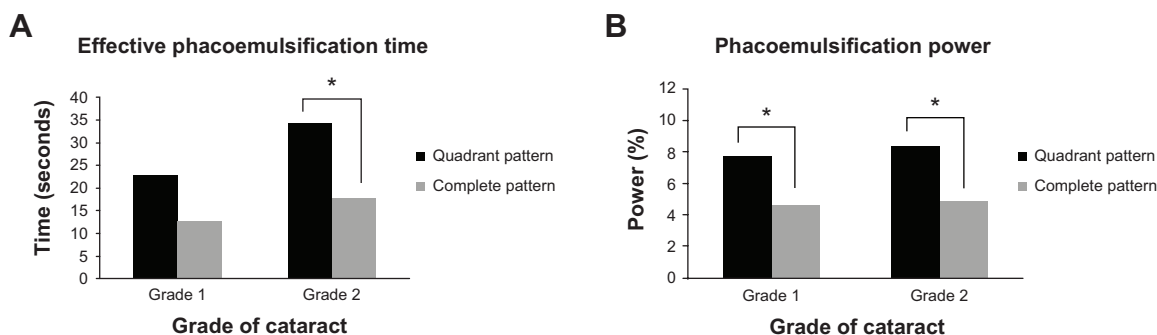 A
Effective phacoemulsification time
Time (seconds)
40
35
30
25
20
15
10
5
0
*
Grade 1
Grade 2
Grade of cataract
Quadrant pattern
Complete pattern
B
Phacoemulsification power
Power (%)
12
10
8
6
4
2
0
*
*
Grade 1
Grade 2
Grade of cataract
Quadrant pattern
Complete pattern